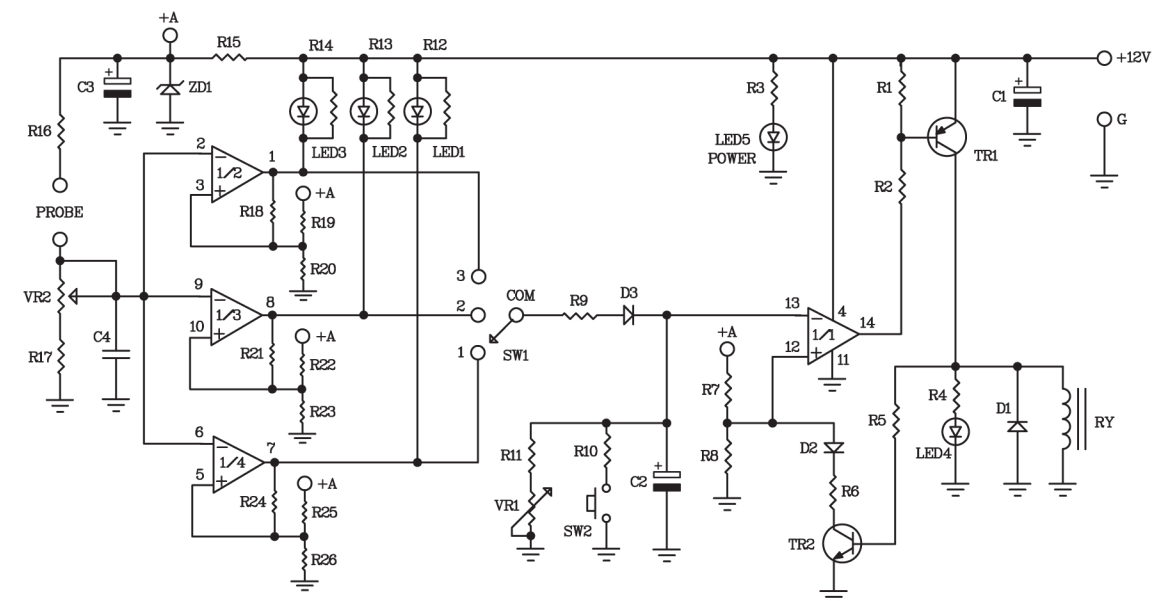 +A
R15
R14
R13
R12
+12V
C3
+
ZD1
R3
R1
C1
+
R16
LED3
LED2
LED1
LED5
POWER
G
TR1
2
−
1
1/2
3
+
+A
R18
R19
R2
PROBE
R20
3
VR2
9
−
8
1/3
10
+
2
COM
R9
D3
13
−
4
14
1/1
12
+
11
C4
+A
R21
R22
1
SW1
+A
R17
R7
R23
R5
R4
D1
RY
6
−
7
1/4
5
+
R11
R10
R8
D2
LED4
+A
R24
R25
C2
+
R6
VR1
SW2
R26
TR2